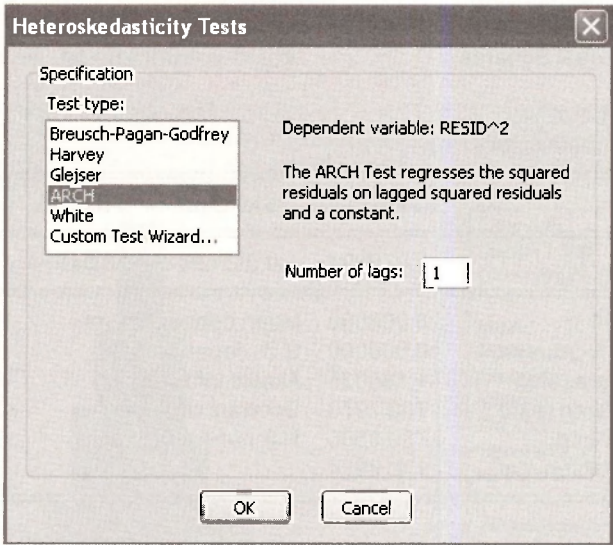 Heteroskedasticity Tests
Specification
Test type:
Breusch-Pagan-Godfrey
Harvey
Glejser
ARCH
White
Custom Test Wizard...
Dependent variable: RESID^2
The ARCH Test regresses the squared
residuals on lagged squared residuals
and a constant.
Number of lags: 1
OK
Cancel